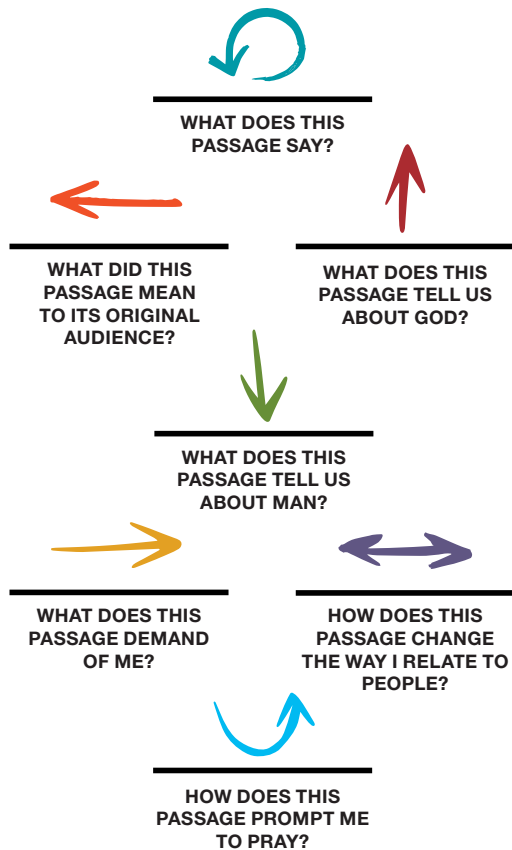 WHAT DOES THIS
PASSAGE SAY?
WHAT DID THIS
PASSAGE MEAN
TO ITS ORIGINAL
AUDIENCE?
WHAT DOES THIS
PASSAGE TELL US
ABOUT GOD?
WHAT DOES THIS
PASSAGE TELL US
ABOUT MAN?
WHAT DOES THIS
PASSAGE DEMAND
OF ME?
HOW DOES THIS
PASSAGE CHANGE
THE WAY I RELATE TO
PEOPLE?
HOW DOES THIS
PASSAGE PROMPT ME
TO PRAY?